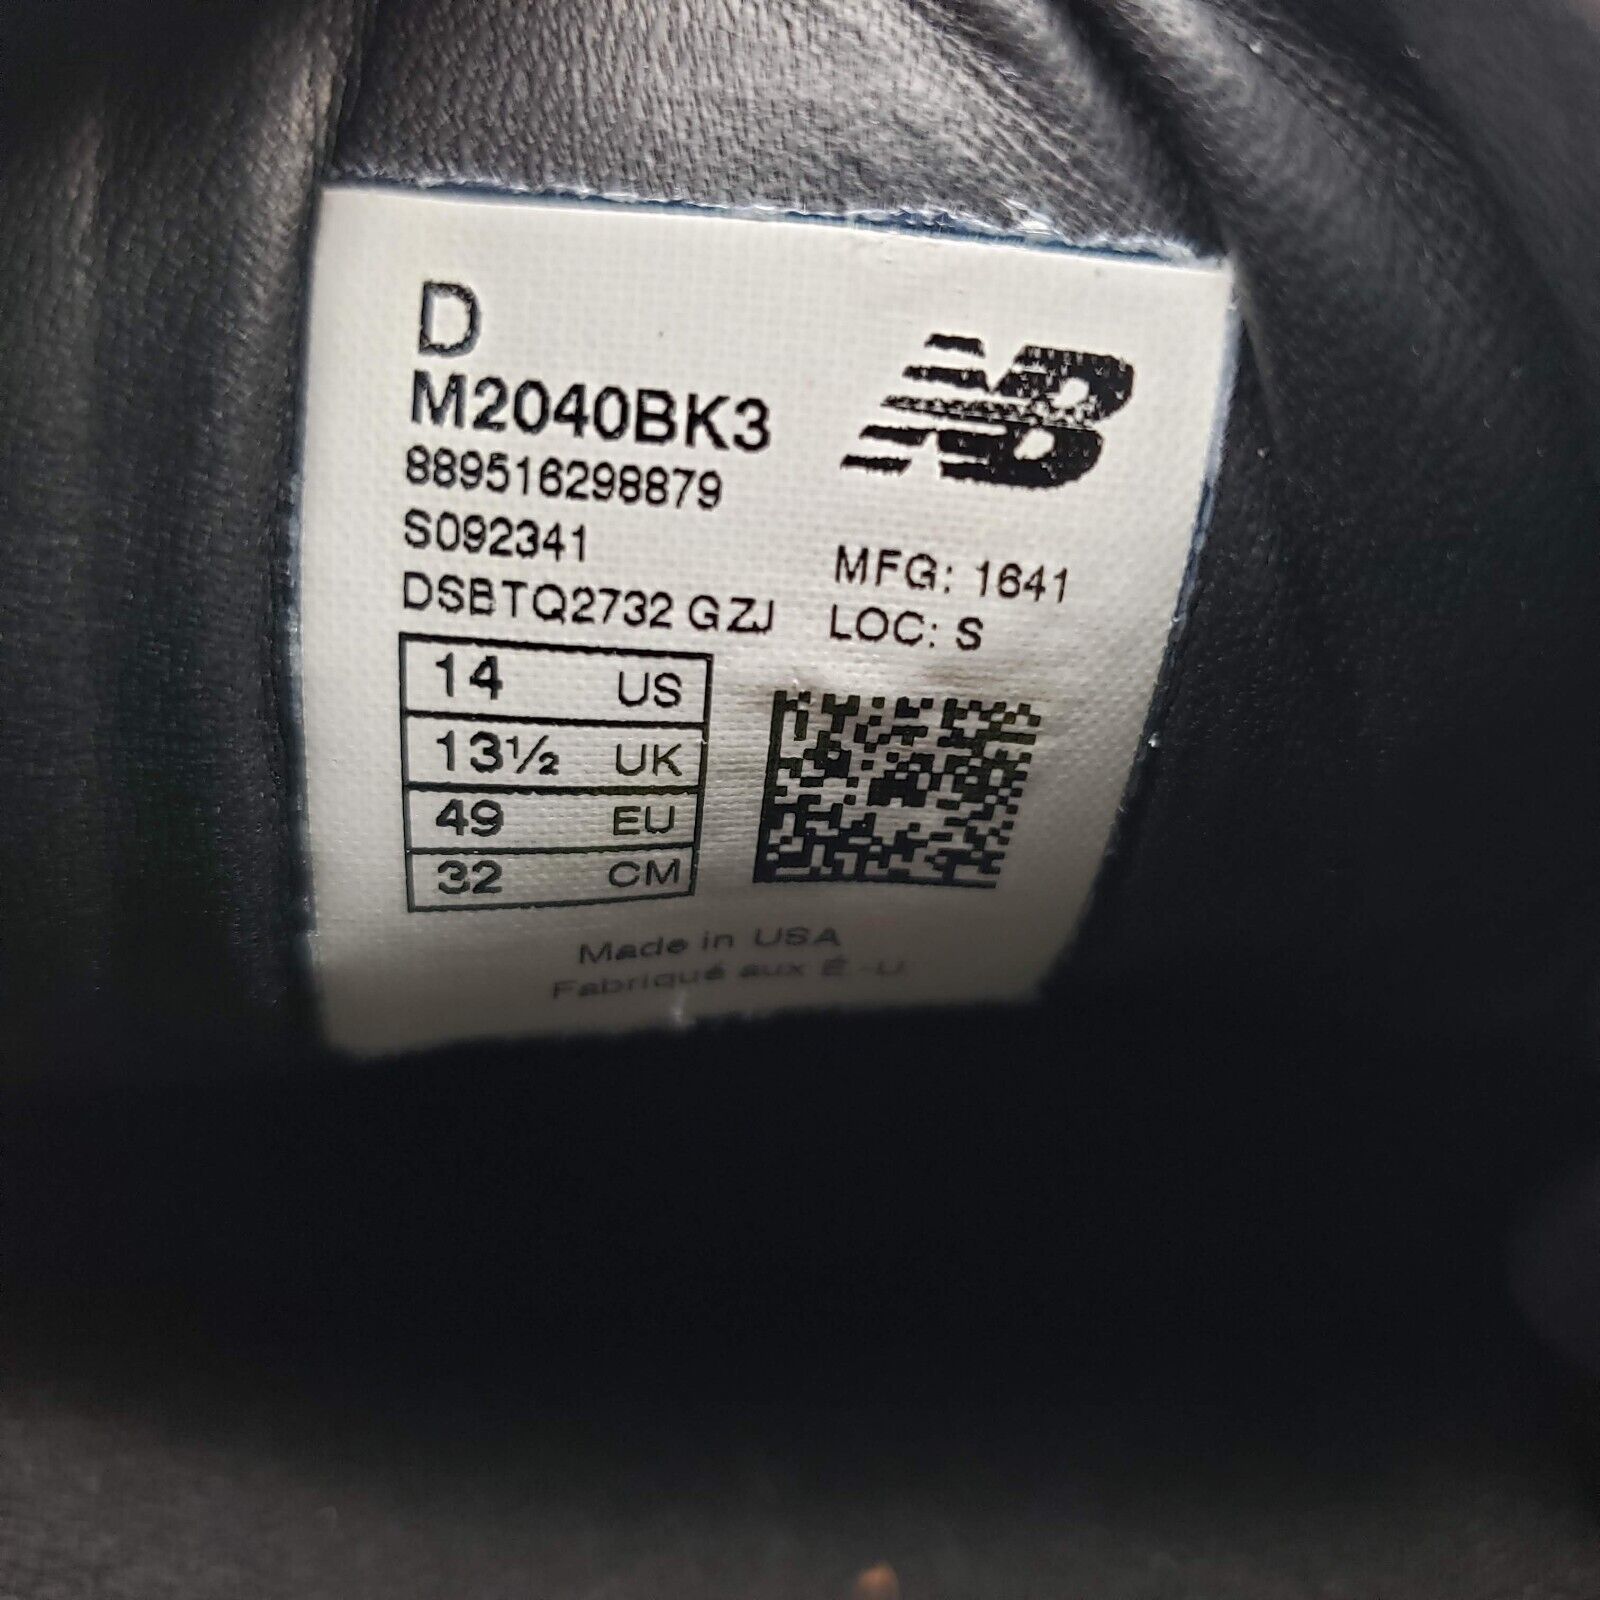 D
M2040BK3
NB
889516298879
S092341
DSBTQ2732 GZJ
MFG: 1641
LOC: S
14 US
13½ UK
49 EU
32 CM
Made in USA
Fabriqué aux É-U